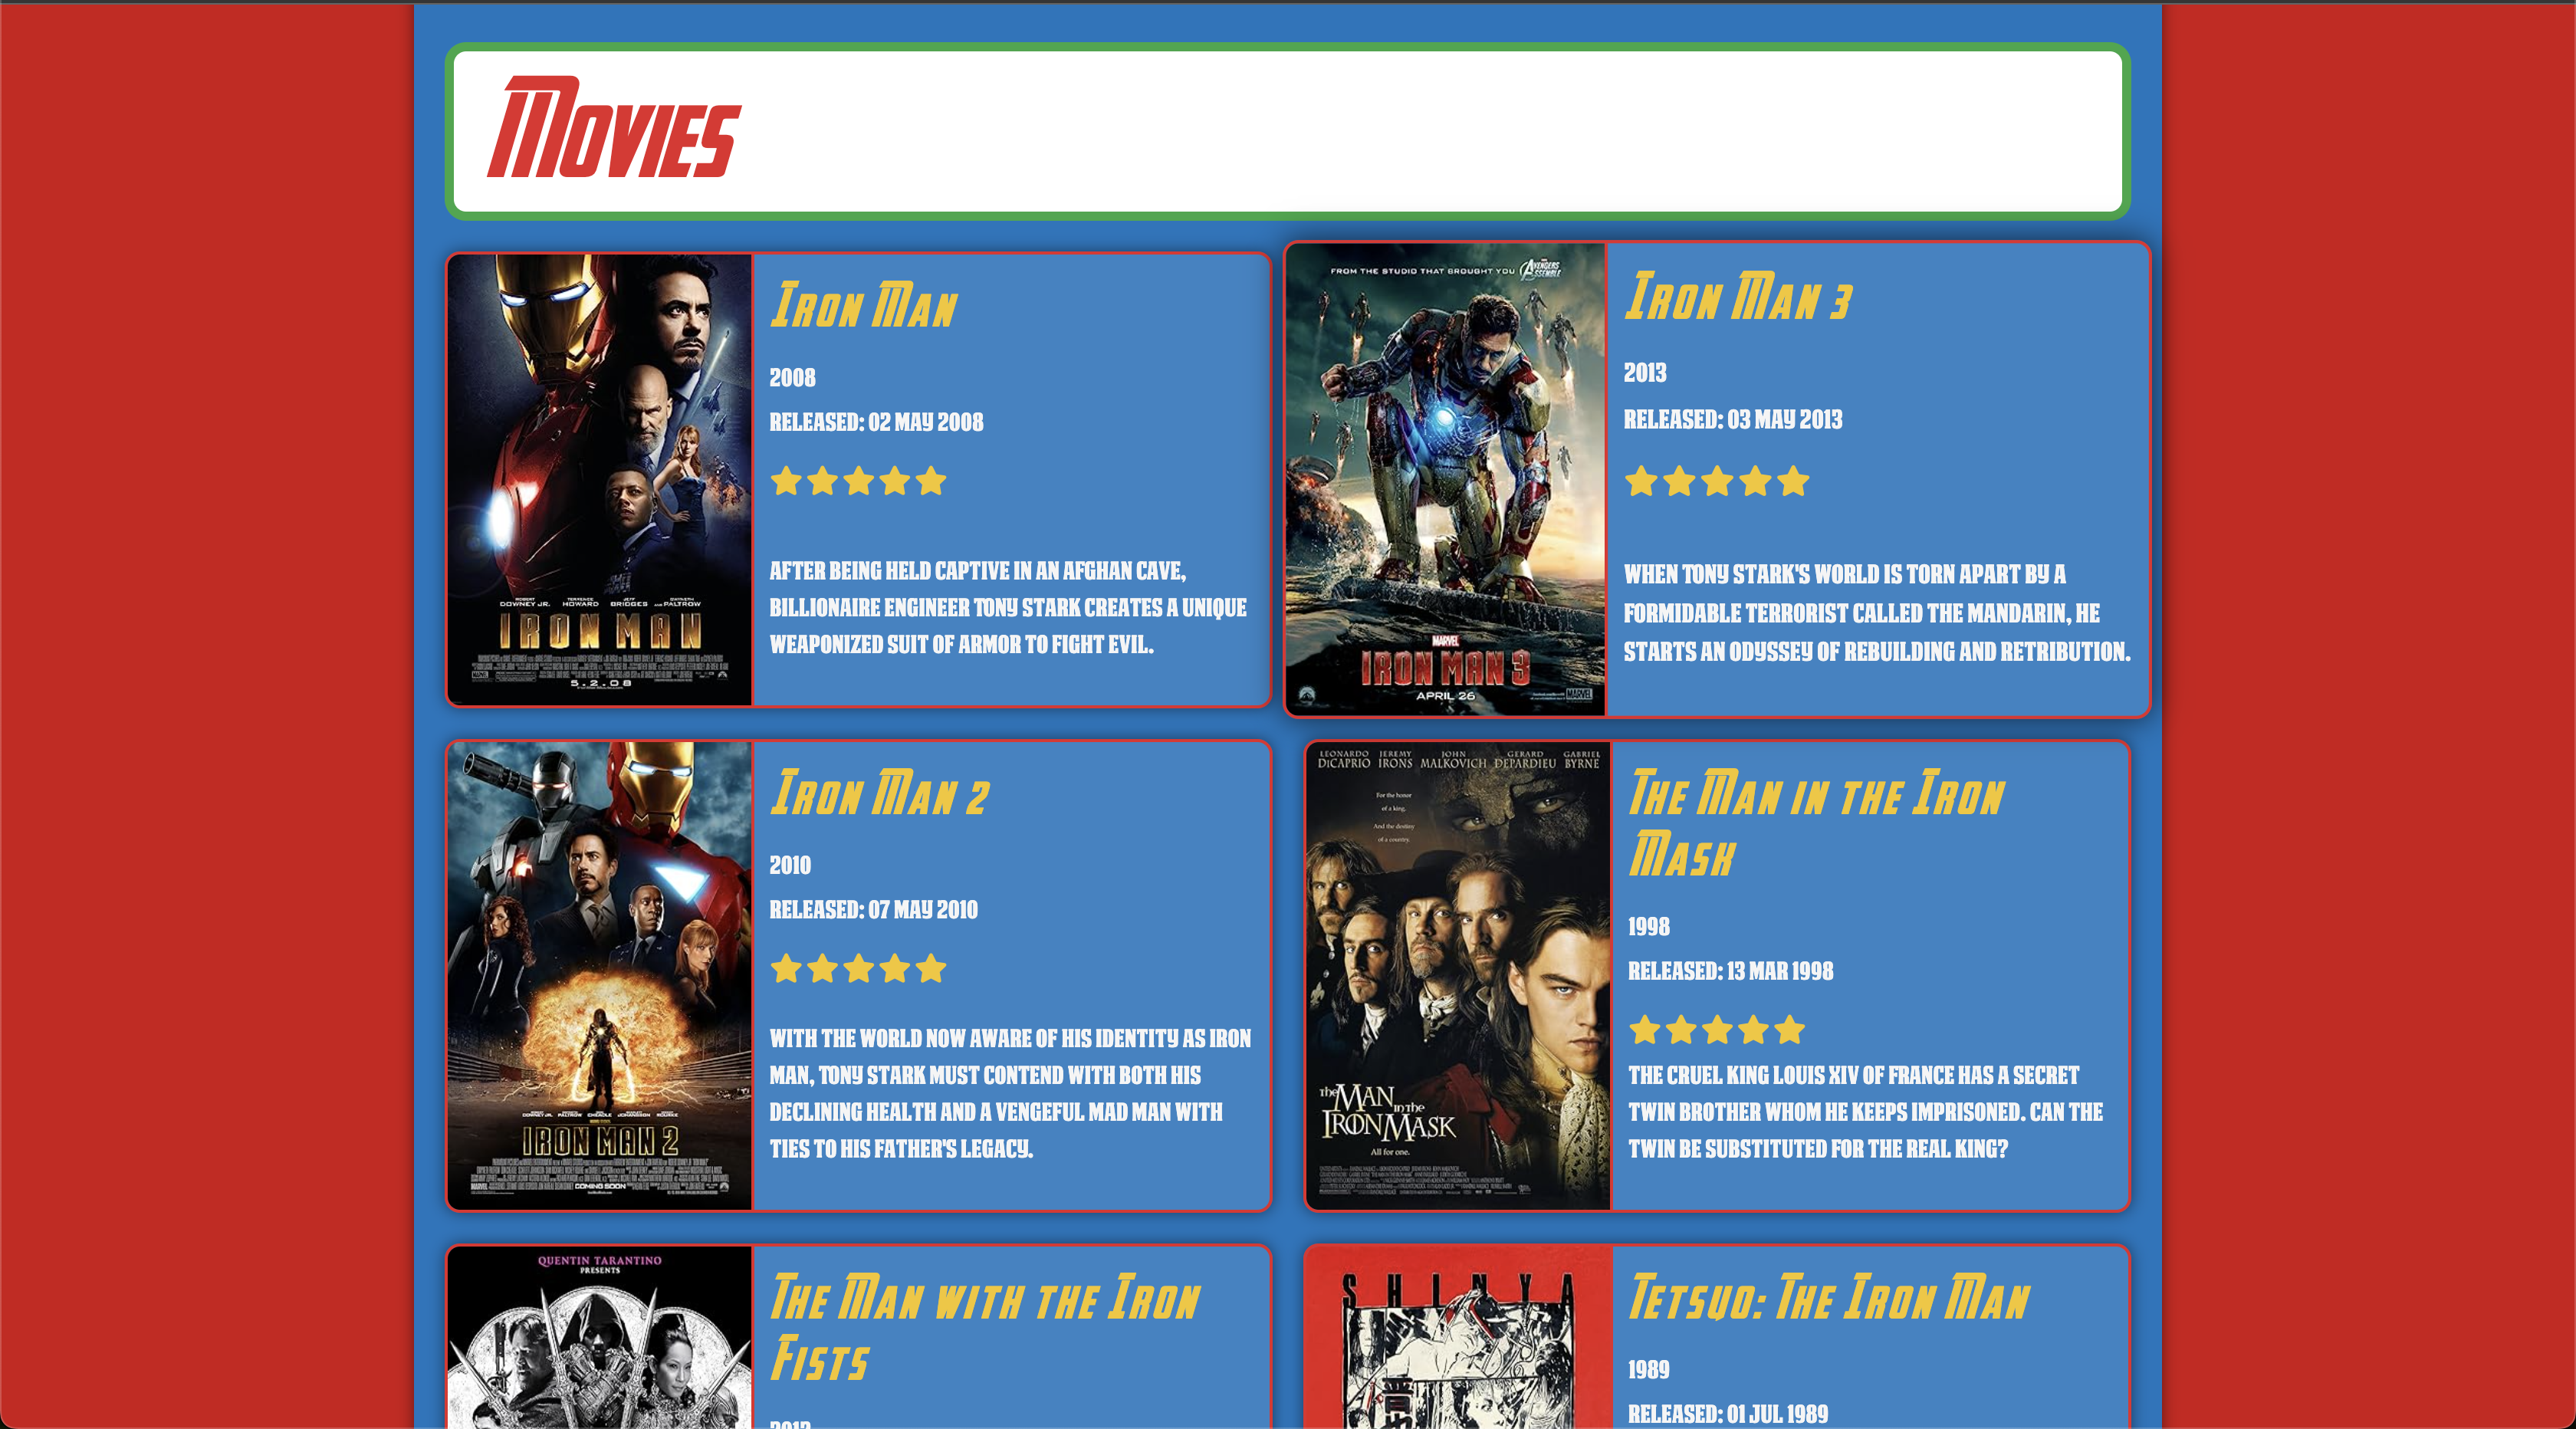 Movies
Iron Man
2008
RELEASED: 02 MAY 2008
AFTER BEING HELD CAPTIVE IN AN AFGHAN CAVE,
BILLIONAIRE ENGINEER TONY STARK CREATES A UNIQUE
WEAPONIZED SUIT OF ARMOR TO FIGHT EVIL.
ROBERT DOWNEY JR. TERRENCE HOWARD JEFF BRIDGES AND GWYNETH PALTROW
IRON MAN
MARVEL
5.2.08
FROM THE STUDIO THAT BROUGHT YOU AVENGERS ASSEMBLE
MARVEL
IRON MAN 3
APRIL 26
MARVEL
Iron Man 3
2013
RELEASED: 03 MAY 2013
WHEN TONY STARK'S WORLD IS TORN APART BY A
FORMIDABLE TERRORIST CALLED THE MANDARIN, HE
STARTS AN ODYSSEY OF REBUILDING AND RETRIBUTION.
IRON MAN 2
MARVEL
COMING SOON
Iron Man 2
2010
RELEASED: 07 MAY 2010
WITH THE WORLD NOW AWARE OF HIS IDENTITY AS IRON
MAN, TONY STARK MUST CONTEND WITH BOTH HIS
DECLINING HEALTH AND A VENGEFUL MAD MAN WITH
TIES TO HIS FATHER'S LEGACY.
LEONARDO DiCAPRIO JEREMY IRONS JOHN MALKOVICH GERARD DEPARDIEU GABRIEL BYRNE
For the honor
of a king.
And the destiny
of a country.
the MAN in the
IRON MASK
All for one.
The Man in the Iron
Mask
1998
RELEASED: 13 MAR 1998
THE CRUEL KING LOUIS XIV OF FRANCE HAS A SECRET
TWIN BROTHER WHOM HE KEEPS IMPRISONED. CAN THE
TWIN BE SUBSTITUTED FOR THE REAL KING?
QUENTIN TARANTINO
PRESENTS
The Man with the Iron
Fists
2012
SHINYA
Tetsuo: The Iron Man
1989
RELEASED: 01 JUL 1989